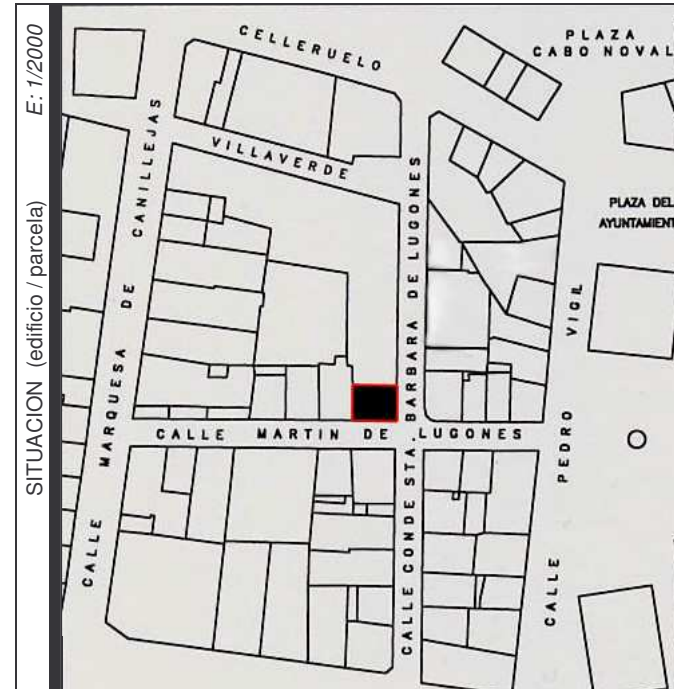 SITUACION (edificio / parcela) E: 1/2000
CELLERUELO
PLAZA
CABO NOVAL
VILLAVERDE
PLAZA DEL
AYUNTAMIENT
CALLE MARQUESA DE CANILLEJAS
CALLE CONDE STA. BARBARA DE LUGONES
CALLE PEDRO VIGIL
CALLE MARTIN DE LUGONES